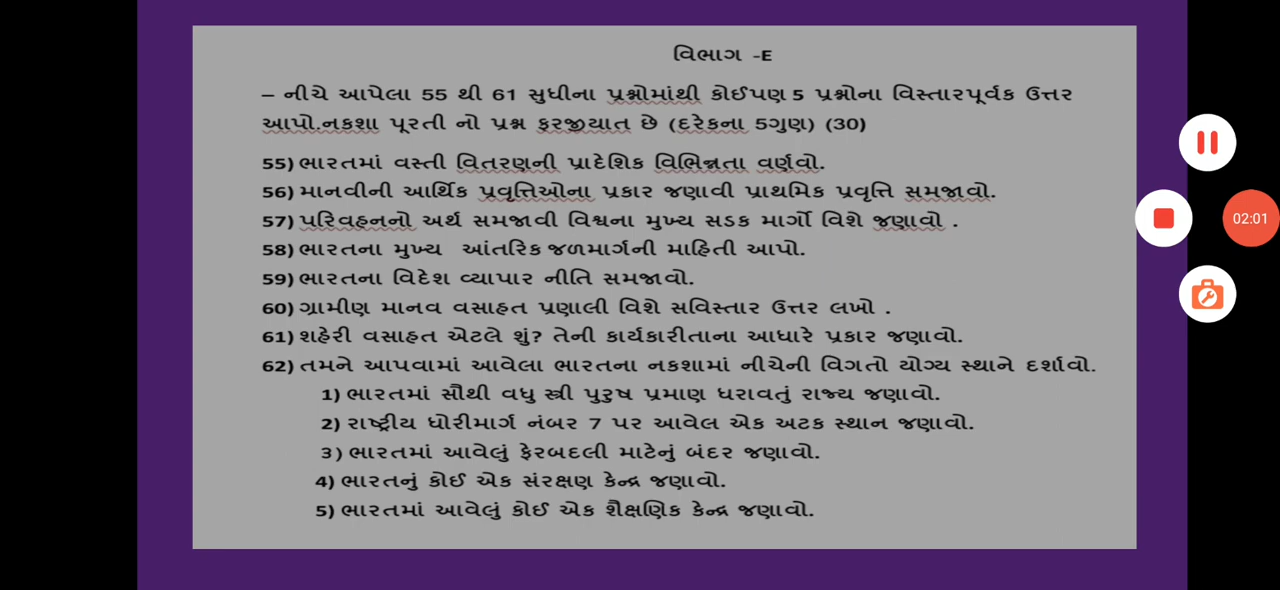 વિભાગ -E
– નીચે આપેલા 55 થી 61 સુધીના પ્રશ્નોમાંથી કોઈપણ 5 પ્રશ્નોના વિસ્તારપૂર્વક ઉત્તર
આપો.નકશા પૂરતી નો પ્રશ્ન ફરજીયાત છે (દરેકના 5ગુણ) (30)
55) ભારતમાં વસ્તી વિતરણની પ્રાદેશિક વિભિન્નતા વર્ણવો.
56) માનવીની આર્થિક પ્રવૃત્તિઓના પ્રકાર જણાવી પ્રાથમિક પ્રવૃત્તિ સમજાવો.
57) પરિવહનનો અર્થ સમજાવી વિશ્વના મુખ્ય સડક માર્ગો વિશે જણાવો .
58) ભારતના મુખ્ય આંતરિક જળમાર્ગની માહિતી આપો.
59) ભારતના વિદેશ વ્યાપાર નીતિ સમજાવો.
60) ગ્રામીણ માનવ વસાહત પ્રણાલી વિશે સવિસ્તાર ઉત્તર લખો .
61) શહેરી વસાહત એટલે શું? તેની કાર્યકારીતાના આધારે પ્રકાર જણાવો.
62) તમને આપવામાં આવેલા ભારતના નકશામાં નીચેની વિગતો યોગ્ય સ્થાને દર્શાવો.
1) ભારતમાં સૌથી વધુ સ્ત્રી પુરુષ પ્રમાણ ધરાવતું રાજ્ય જણાવો.
2) રાષ્ટ્રીય ધોરીમાર્ગ નંબર 7 પર આવેલ એક અટક સ્થાન જણાવો.
3) ભારતમાં આવેલું ફેરબદલી માટેનું બંદર જણાવો.
4) ભારતનું કોઈ એક સંરક્ષણ કેન્દ્ર જણાવો.
5) ભારતમાં આવેલું કોઈ એક શૈક્ષણિક કેન્દ્ર જણાવો.
02:01